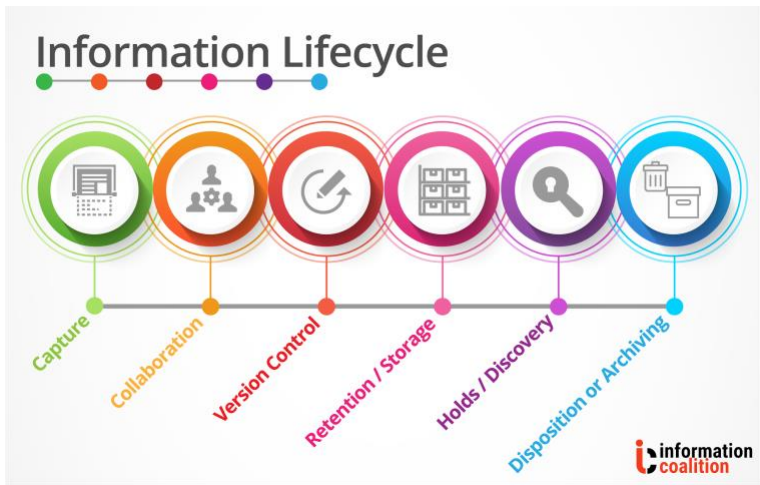 Information Lifecycle
Capture
Collaboration
Version Control
Retention / Storage
Holds / Discovery
Disposition or Archiving
information
coalition